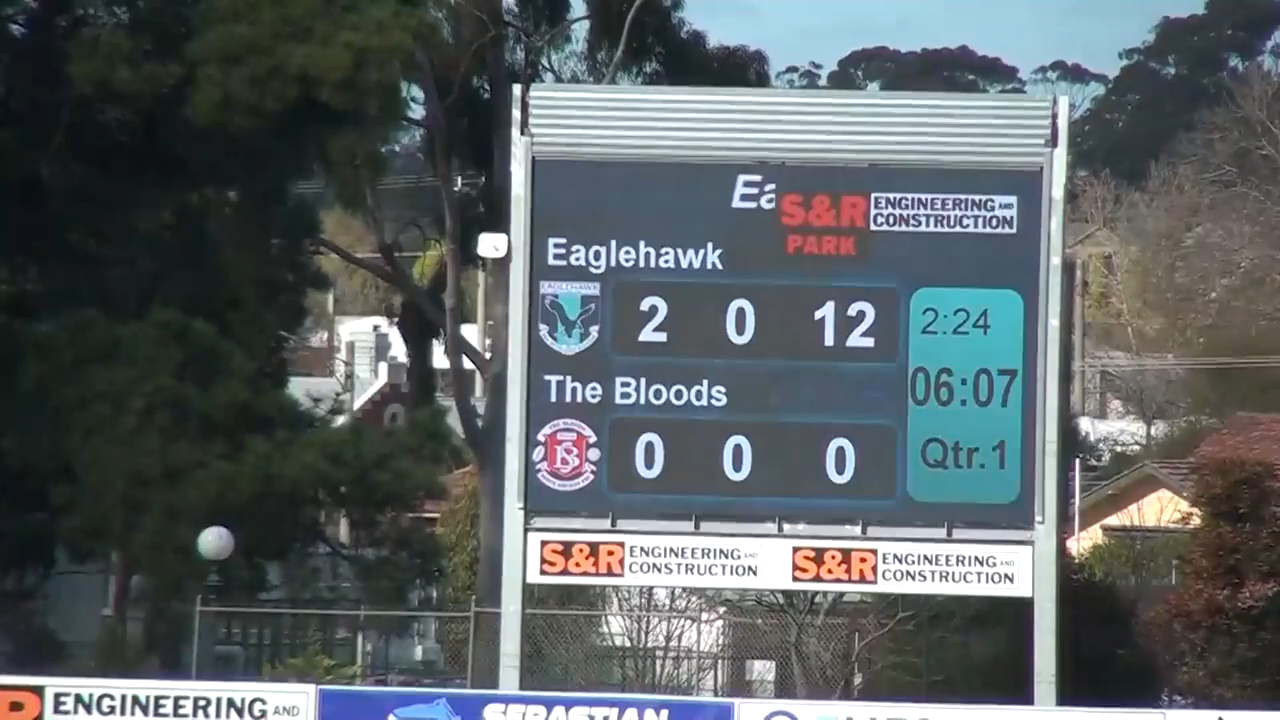 Ea
S&R ENGINEERING AND CONSTRUCTION
PARK
Eaglehawk
EAGLEHAWK
2 0 12
2:24
06:07
The Bloods
0 0 0
Qtr.1
S&R ENGINEERING AND CONSTRUCTION
S&R ENGINEERING AND CONSTRUCTION
ENGINEERING AND
SEBASTIAN